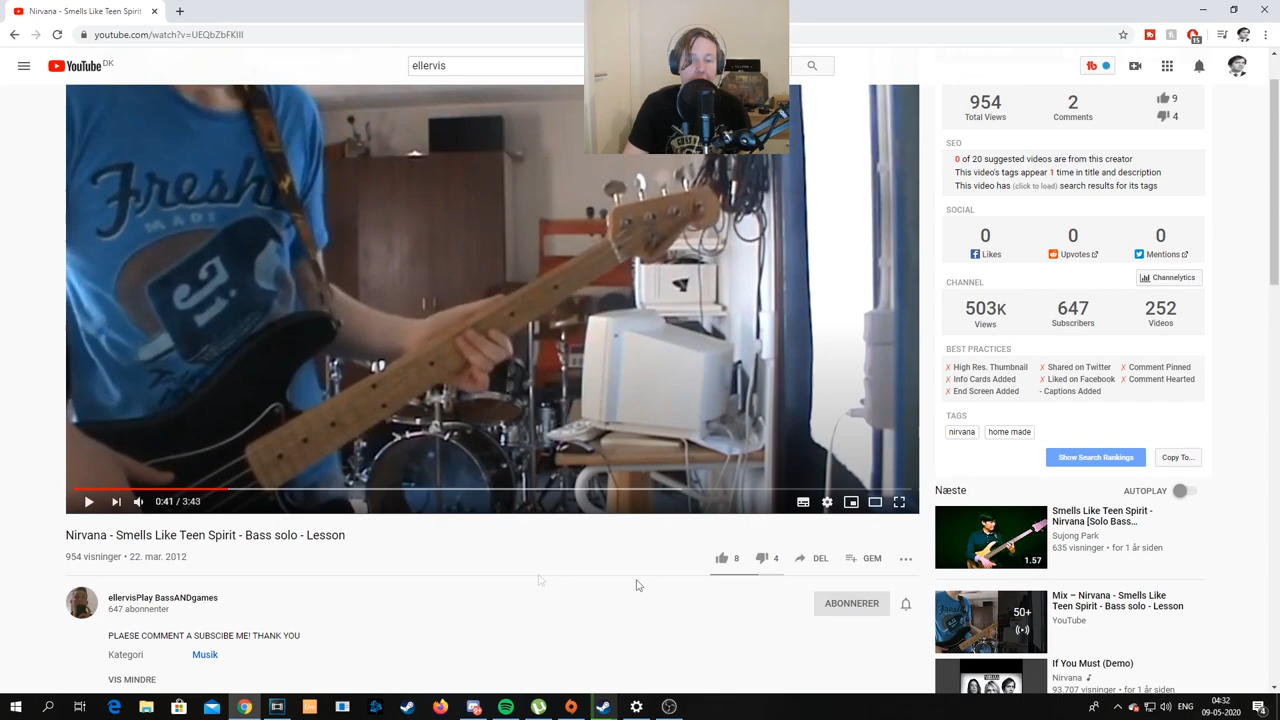 Nirvana - Smells Like Teen Spirit
youtube.com/watch?v=UEQbZbFKIII
15
YouTube DK
ellervis
954
Total Views
2
Comments
9
4
SEO
0 of 20 suggested videos are from this creator
This video's tags appear 1 time in title and description
This video has (click to load) search results for its tags
SOCIAL
0
Likes
0
Upvotes
0
Mentions
Channelytics
CHANNEL
503K
Views
647
Subscribers
252
Videos
BEST PRACTICES
X High Res. Thumbnail X Shared on Twitter X Comment Pinned
X Info Cards Added X Liked on Facebook X Comment Hearted
X End Screen Added - Captions Added
TAGS
nirvana home made
Show Search Rankings Copy To...
0:41 / 3:43
Nirvana - Smells Like Teen Spirit - Bass solo - Lesson
954 visninger • 22. mar. 2012
8 4 DEL GEM
ellervisPlay BassANDgames
647 abonnenter
ABONNERER
PLAESE COMMENT A SUBSCIBE ME! THANK YOU
Kategori Musik
VIS MINDRE
Næste AUTOPLAY
Smells Like Teen Spirit -
Nirvana [Solo Bass...
Sujong Park
635 visninger • for 1 år siden
1.57
Mix – Nirvana - Smells Like
Teen Spirit - Bass solo - Lesson
YouTube
50+
If You Must (Demo)
Nirvana
93.707 visninger • for 1 år siden
NIRVANA
ENG
04:32
09-05-2020
4